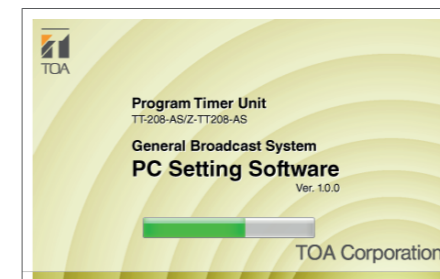 TOA
Program Timer Unit
TT-208-AS/Z-TT208-AS
General Broadcast System
PC Setting Software
Ver. 1.0.0
TOA Corporation